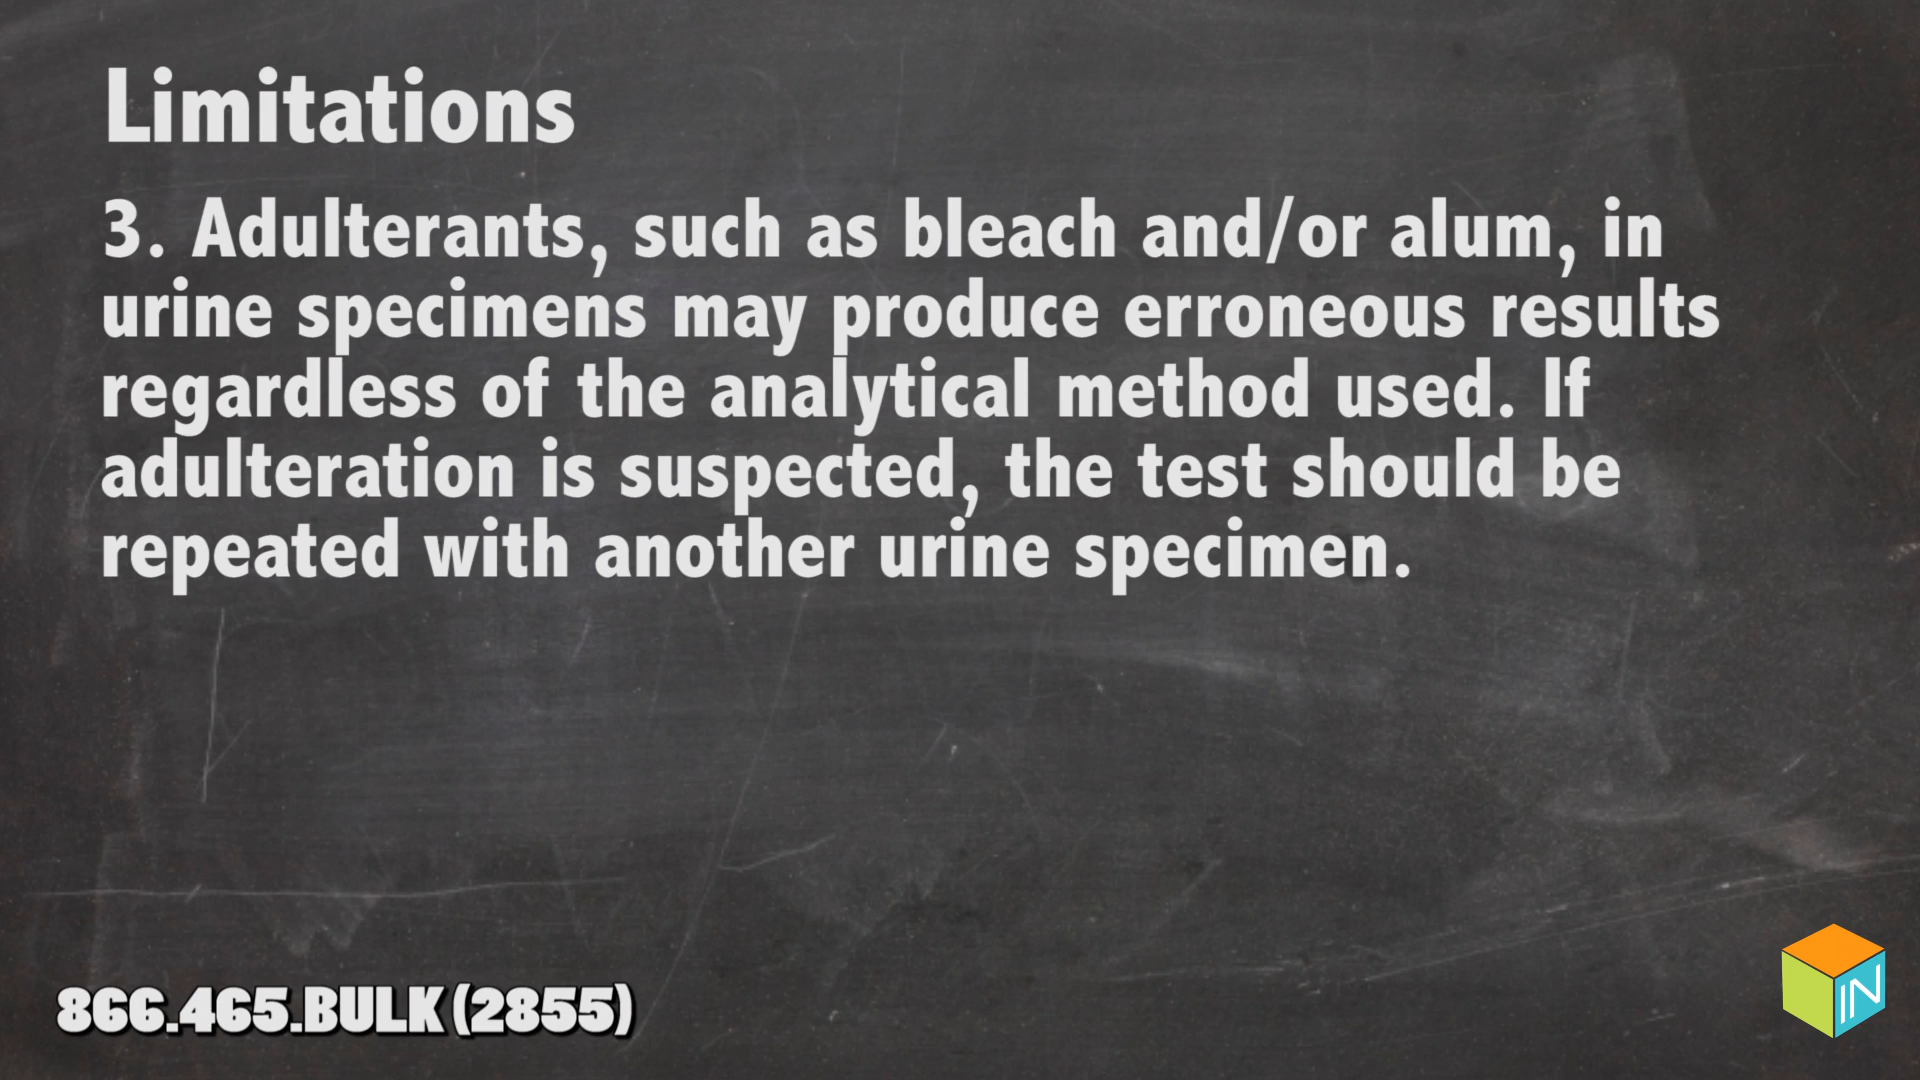 Limitations
3. Adulterants, such as bleach and/or alum, in
urine specimens may produce erroneous results
regardless of the analytical method used. If
adulteration is suspected, the test should be
repeated with another urine specimen.
866.465.BULK (2855)
IN